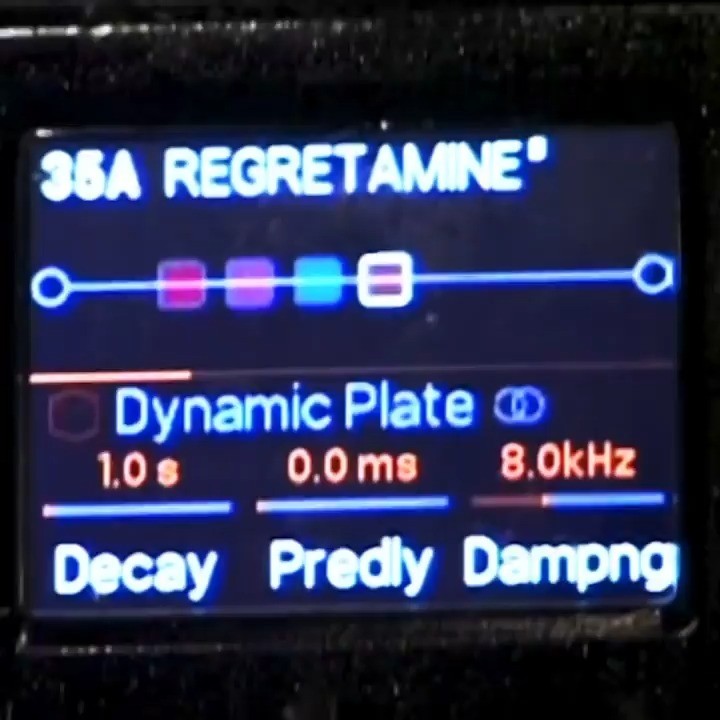 35A REGRETAMINE
Dynamic Plate
1.0 s 0.0 ms 8.0kHz
Decay Predly Dampng